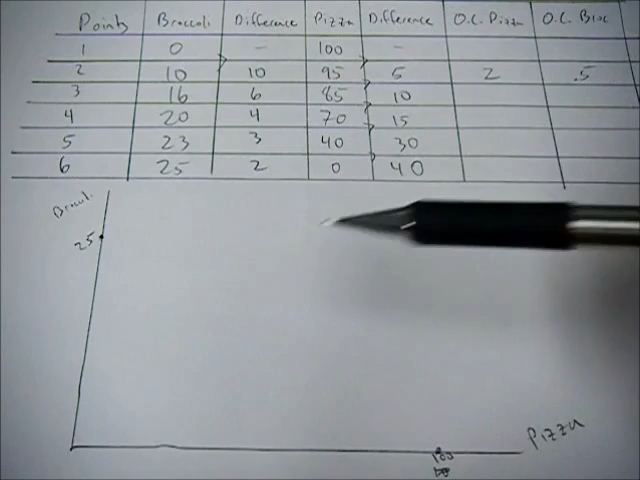 Points Broccoli Difference Pizza Difference O.C. Pizza O.C. Broc
1 0 - 100 -
2 10 10 95 5 2 .5
3 16 6 85 10
4 20 4 70 15
5 23 3 40 30
6 25 2 0 40
Broccoli
25
Pizza
100